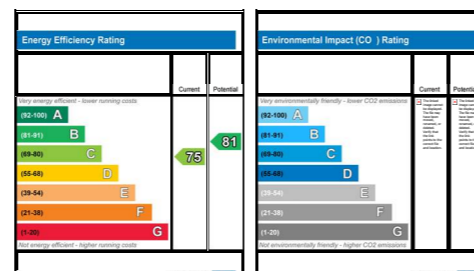 Energy Efficiency Rating
Current Potential
Very energy efficient - lower running costs
(92-100) A
(81-91) B
(69-80) C
(55-68) D
(39-54) E
(21-38) F
(1-20) G
Not energy efficient - higher running costs
75
81
Environmental Impact (CO ) Rating
Current Potential
Very environmentally friendly - lower CO2 emissions
(92-100) A
(81-91) B
(69-80) C
(55-68) D
(39-54) E
(21-38) F
(1-20) G
Not environmentally friendly - higher CO2 emissions